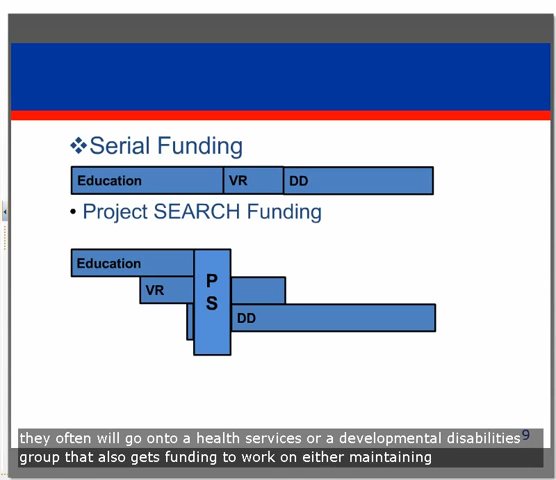 ❖Serial Funding
Education VR DD
• Project SEARCH Funding
Education
P
VR
S
DD
9
they often will go onto a health services or a developmental disabilities
group that also gets funding to work on either maintaining